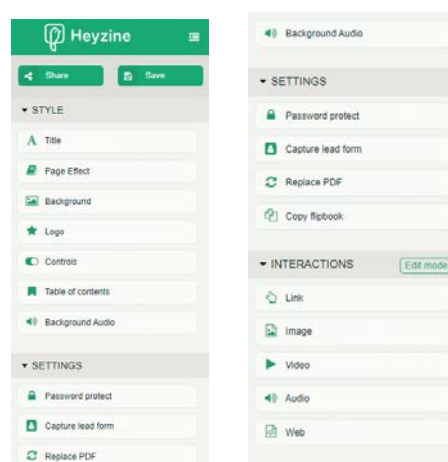 Heyzine
Share Save
STYLE
Title
Page Effect
Background
Logo
Controls
Table of contents
Background Audio
SETTINGS
Password protect
Capture lead form
Replace PDF
Background Audio
SETTINGS
Password protect
Capture lead form
Replace PDF
Copy flipbook
INTERACTIONS Edit mode
Link
Image
Video
Audio
Web